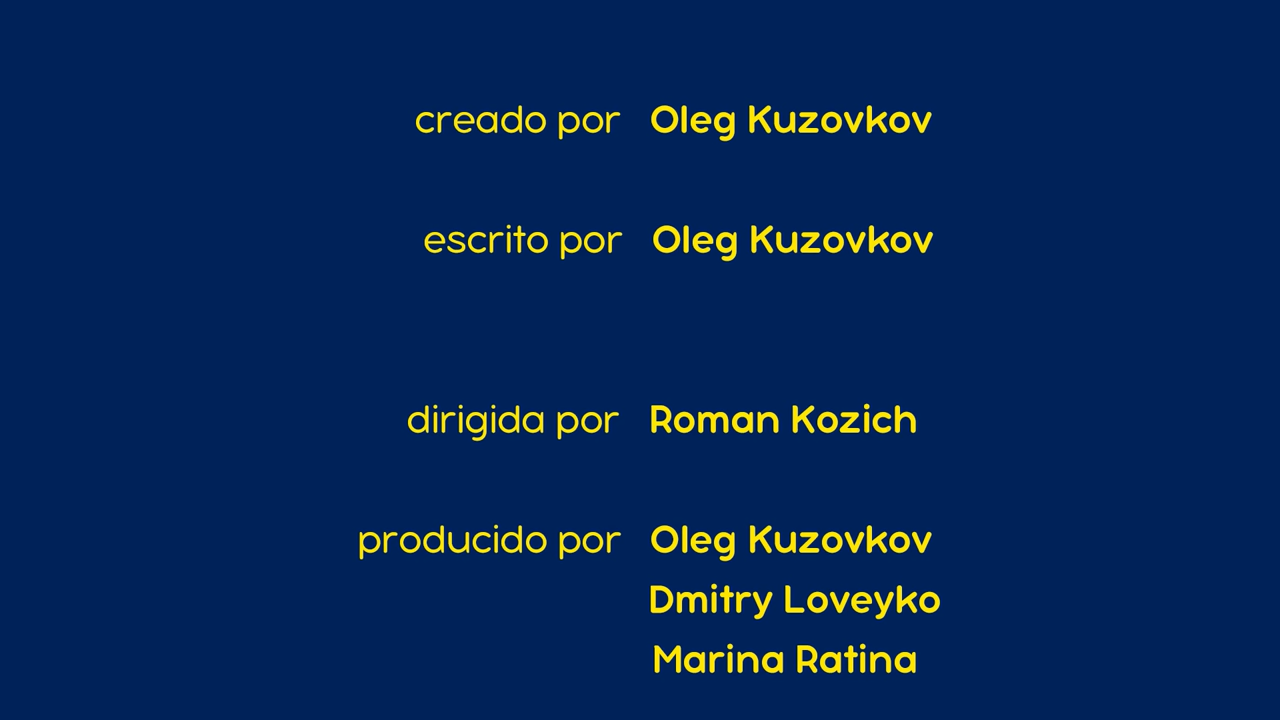 creado por Oleg Kuzovkov
escrito por Oleg Kuzovkov
dirigida por Roman Kozich
producido por Oleg Kuzovkov
Dmitry Loveyko
Marina Ratina